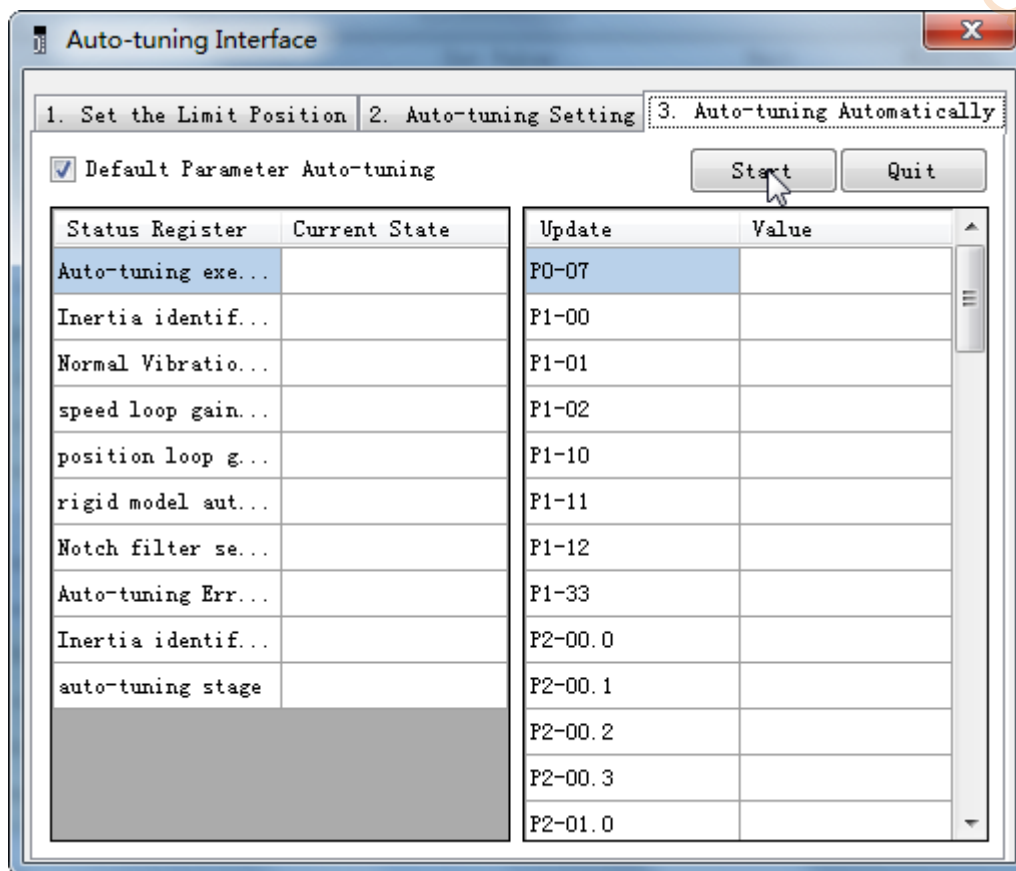 Auto-tuning Interface
1. Set the Limit Position 2. Auto-tuning Setting 3. Auto-tuning Automatically
Default Parameter Auto-tuning Start Quit
Status Register Current State Update Value
Auto-tuning exe... P0-07
Inertia identif... P1-00
Normal Vibratio... P1-01
speed loop gain... P1-02
position loop g... P1-10
rigid model aut... P1-11
Notch filter se... P1-12
Auto-tuning Err... P1-33
Inertia identif... P2-00.0
auto-tuning stage P2-00.1
P2-00.2
P2-00.3
P2-01.0